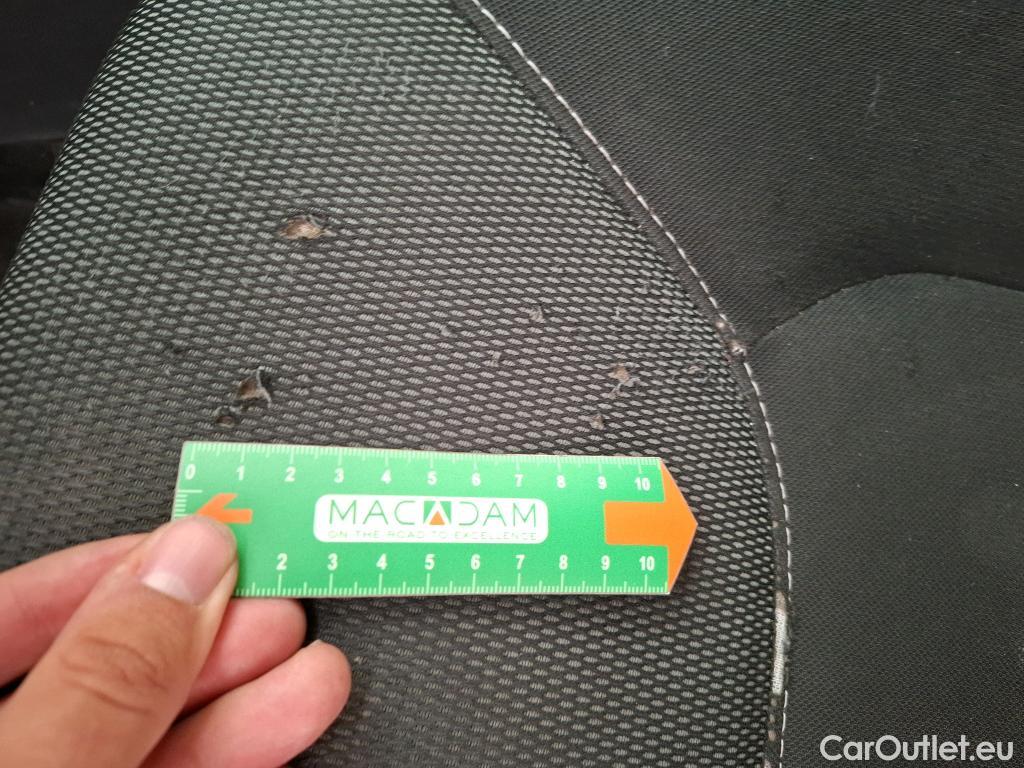 0 1 2 3 4 5 6 7 8 9 10
MACADAM
ON THE ROAD TO EXCELLENCE
2 3 4 5 6 7 8 9 10
CarOutlet.eu